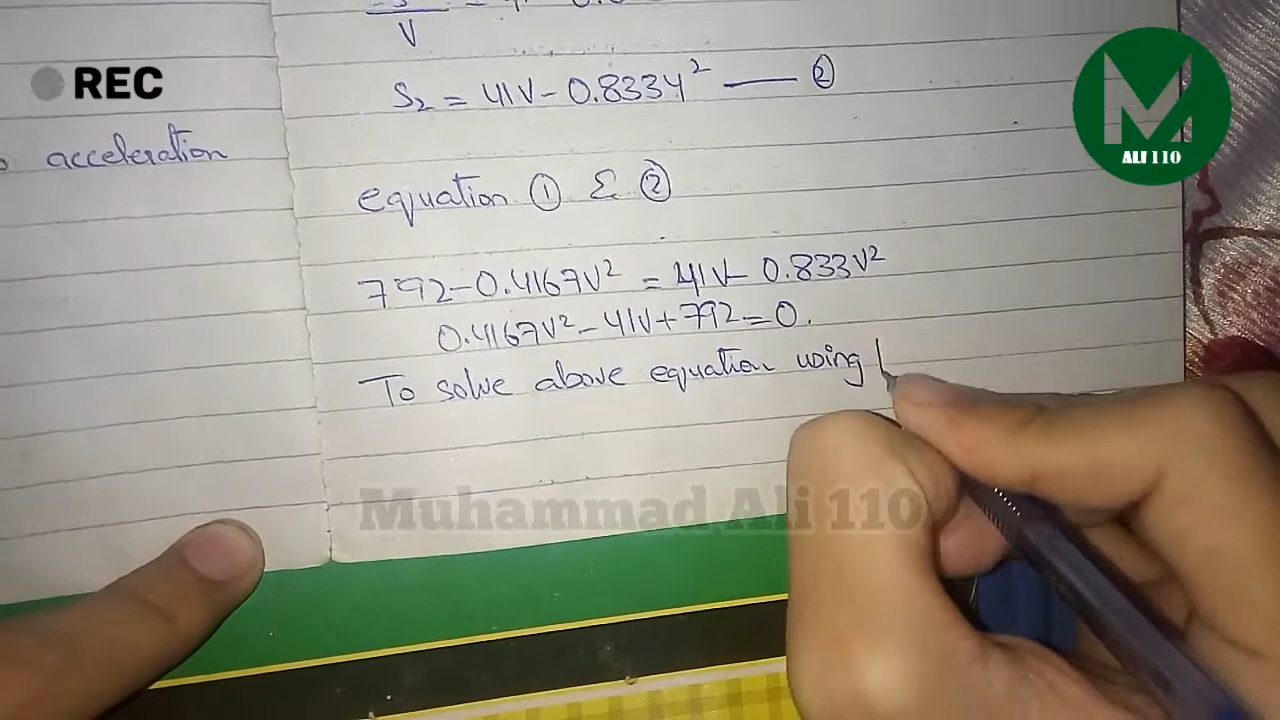 V
REC
S₂ = 41V - 0.833V² —— ②
acceleration
M
ALI 110
equation ① & ②
792 - 0.4167V² = 41V - 0.833V²
0.4167V² - 41V + 792 = 0.
To solve above equation using
Muhammad Ali 110